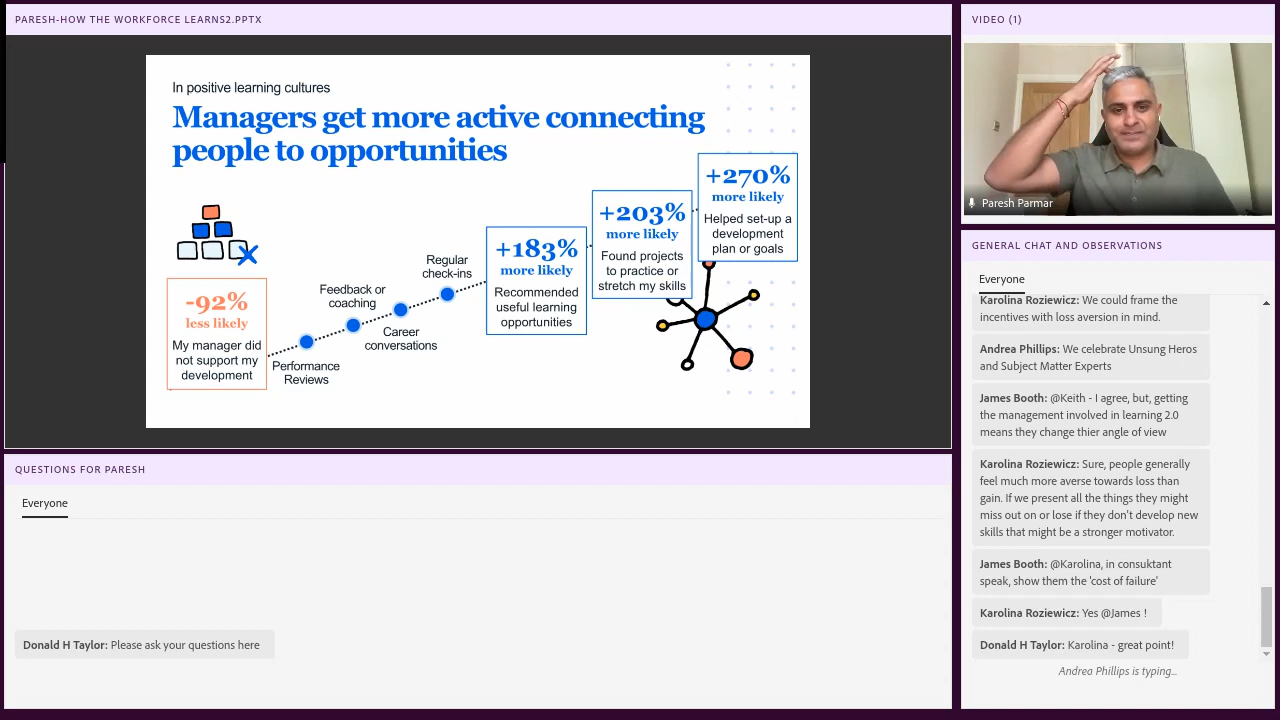 PARESH-HOW THE WORKFORCE LEARNS2.PPTX
In positive learning cultures
Managers get more active connecting
people to opportunities
-92%
less likely
My manager did
not support my
development
Performance
Reviews
Feedback or
coaching
Career
conversations
Regular
check-ins
+183%
more likely
Recommended
useful learning
opportunities
+203%
more likely
Found projects
to practice or
stretch my skills
+270%
more likely
Helped set-up a
development
plan or goals
QUESTIONS FOR PARESH
Everyone
Donald H Taylor: Please ask your questions here
VIDEO (1)
Paresh Parmar
GENERAL CHAT AND OBSERVATIONS
Everyone
Karolina Roziewicz: We could frame the
incentives with loss aversion in mind.
Andrea Phillips: We celebrate Unsung Heros
and Subject Matter Experts
James Booth: @Keith - I agree, but, getting
the management involved in learning 2.0
means they change thier angle of view
Karolina Roziewicz: Sure, people generally
feel much more averse towards loss than
gain. If we present all the things they might
miss out on or lose if they don't develop new
skills that might be a stronger motivator.
James Booth: @Karolina, in consuktant
speak, show them the 'cost of failure'
Karolina Roziewicz: Yes @James !
Donald H Taylor: Karolina - great point!
Andrea Phillips is typing...